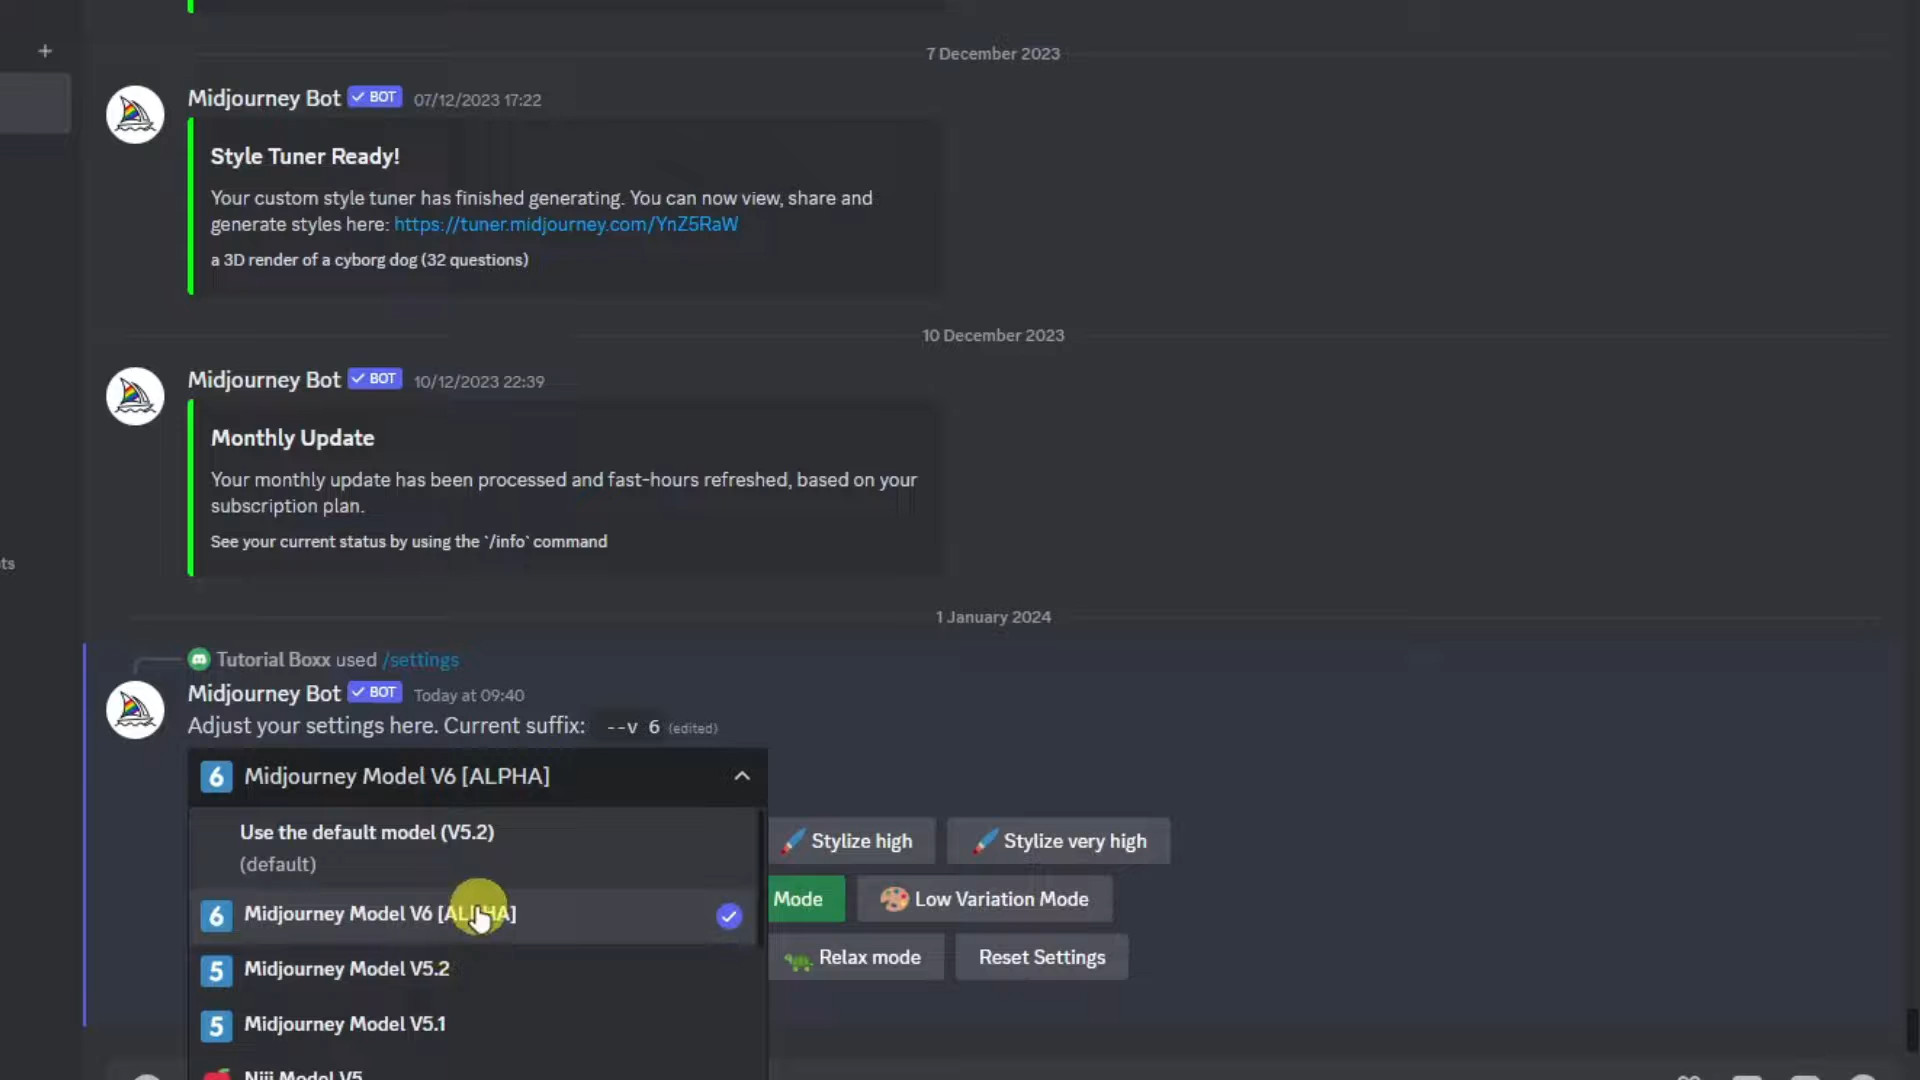 7 December 2023
Midjourney Bot BOT 07/12/2023 17:22
Style Tuner Ready!
Your custom style tuner has finished generating. You can now view, share and
generate styles here: https://tuner.midjourney.com/YnZ5RaW
a 3D render of a cyborg dog (32 questions)
10 December 2023
Midjourney Bot BOT 10/12/2023 22:39
Monthly Update
Your monthly update has been processed and fast-hours refreshed, based on your
subscription plan.
See your current status by using the `/info` command
ts
1 January 2024
Tutorial Boxx used /settings
Midjourney Bot BOT Today at 09:40
Adjust your settings here. Current suffix: --v 6 (edited)
6 Midjourney Model V6 [ALPHA]
Use the default model (V5.2)
(default)
Stylize high
Stylize very high
6 Midjourney Model V6 [ALPHA]
Mode
Low Variation Mode
5 Midjourney Model V5.2
Relax mode
Reset Settings
5 Midjourney Model V5.1
Niji Model V5